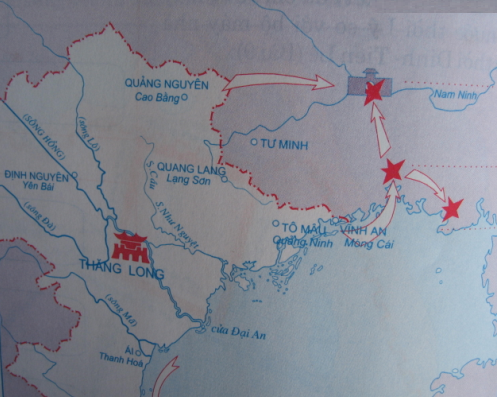 QUẢNG NGUYÊN
Cao Bằng
Nam Ninh
(SÔNG HỒNG)
(sông Lô)
TƯ MINH
S. Cầu
QUANG LANG
Lạng Sơn
ĐỊNH NGUYÊN
Yên Bái
S. Như Nguyệt
(sông Đà)
TÔ MẬU
VĨNH AN
Quảng Ninh
Móng Cái
THĂNG LONG
(sông Mã)
cửa Đại An
ÁI
Thanh Hoá